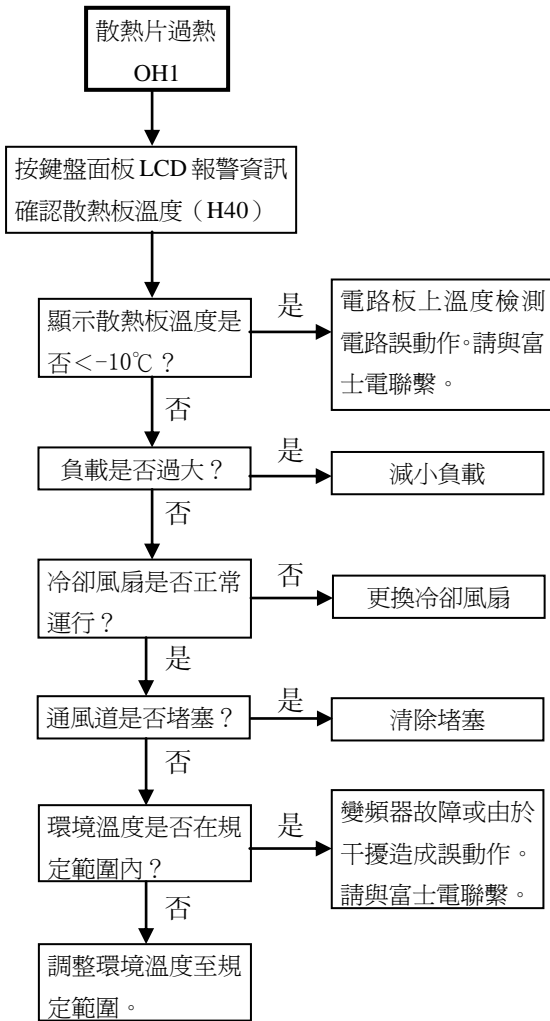 散熱片過熱
OH1
按鍵盤面板 LCD 報警資訊
確認散熱板溫度（H40）
顯示散熱板溫度是
否＜-10℃？
是
電路板上溫度檢測
電路誤動作。請與富
士電聯繫。
否
負載是否過大？
是
減小負載
否
冷卻風扇是否正常
運行？
否
更換冷卻風扇
是
通風道是否堵塞？
是
清除堵塞
否
環境溫度是否在規
定範圍內？
是
變頻器故障或由於
干擾造成誤動作。
請與富士電聯繫。
否
調整環境溫度至規
定範圍。